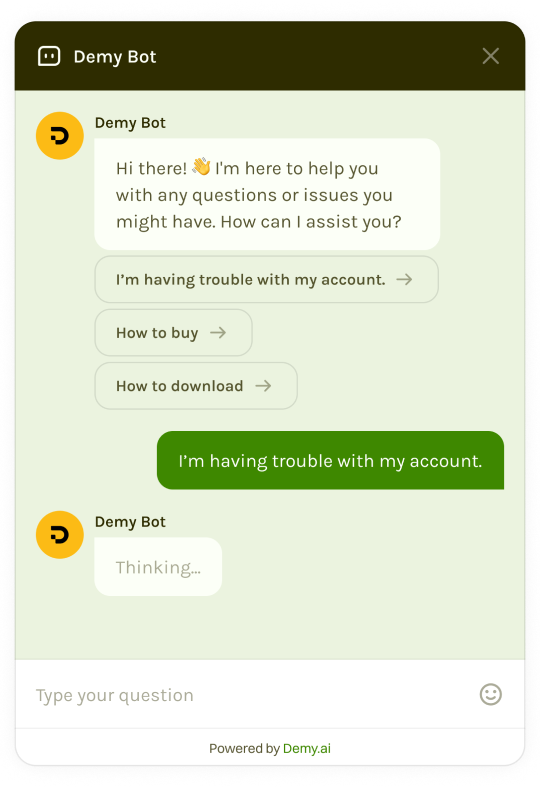 Demy Bot
Demy Bot
Hi there! 👋 I'm here to help you
with any questions or issues you
might have. How can I assist you?
I’m having trouble with my account. →
How to buy →
How to download →
I’m having trouble with my account.
Demy Bot
Thinking...
Type your question
Powered by Demy.ai